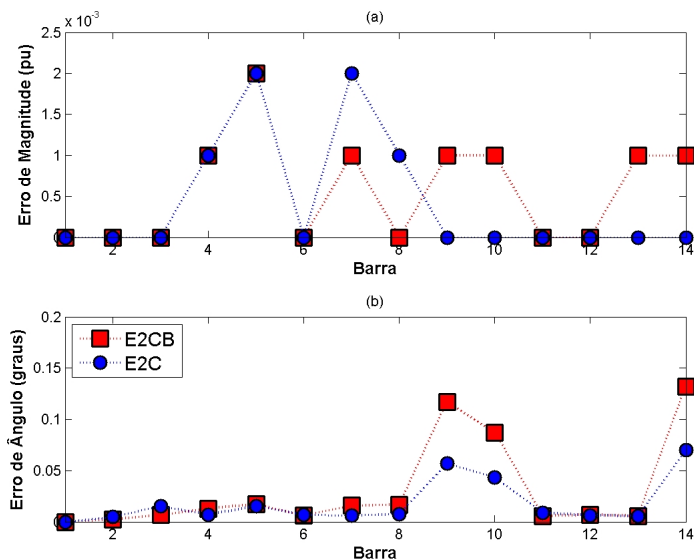 (a)
x 10⁻³
2.5
2
1.5
1
0.5
0
Erro de Magnitude (pu)
2 4 6 8 10 12 14
Barra
(b)
0.2
0.15
0.1
0.05
0
Erro de Ângulo (graus)
E2CB
E2C
2 4 6 8 10 12 14
Barra